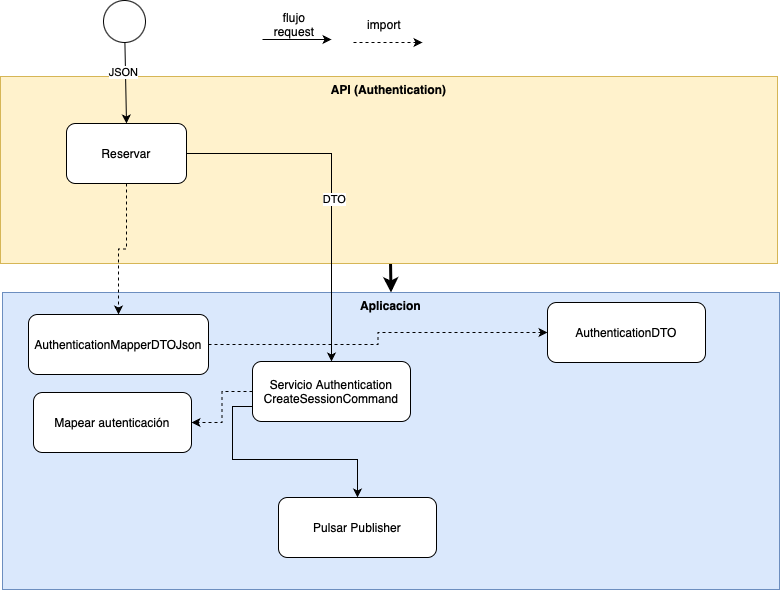 flujo
request
import
JSON
API (Authentication)
Reservar
DTO
Aplicacion
AuthenticationMapperDTOJson
AuthenticationDTO
Servicio Authentication
CreateSessionCommand
Mapear autenticación
Pulsar Publisher